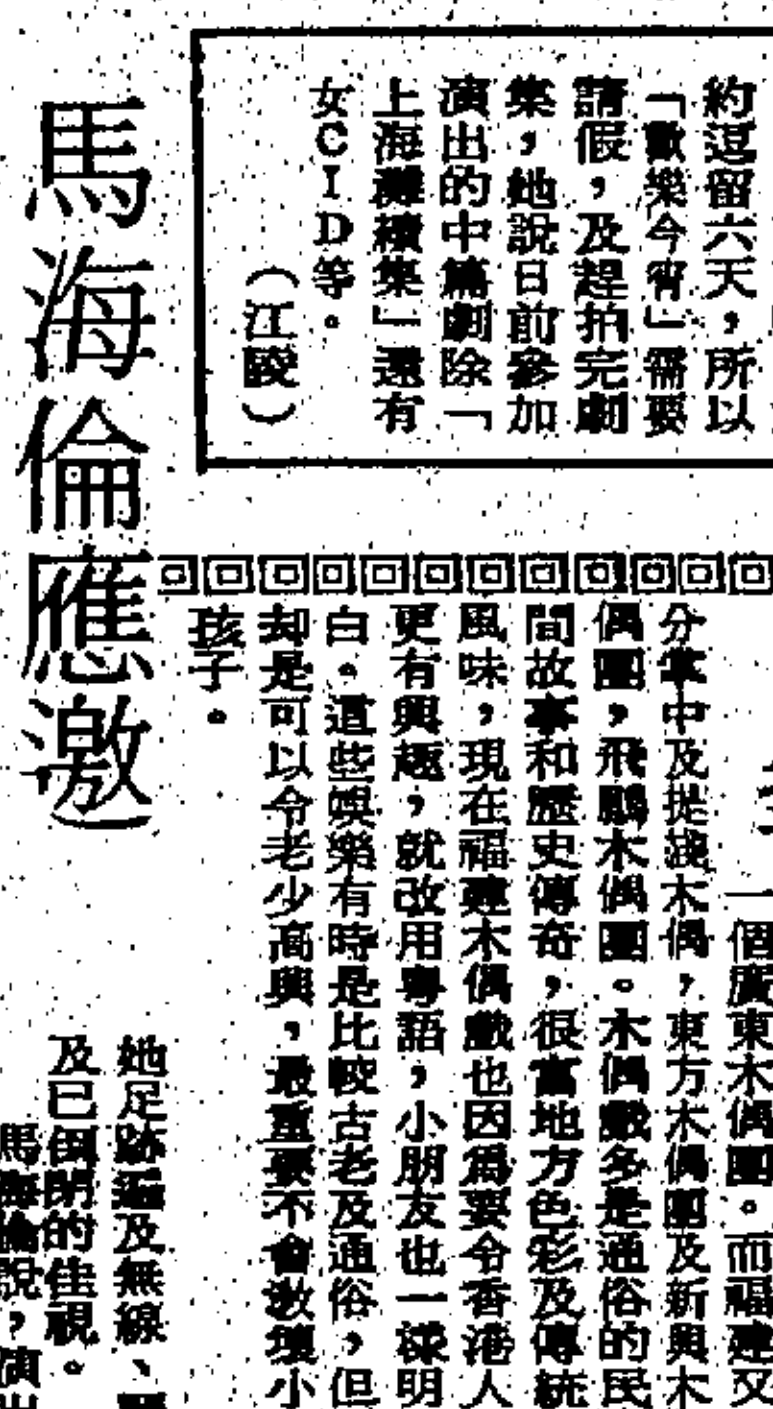 約逗留六天，所以
「歡樂今宵」需要
請假，及趕拍完劇
集，她說日前參加
演出的中篇劇除「
上海灘續集」還有
女CID等。
（江陵）
一個廣東木偶團。而福建又
分掌中及提淺木偶，東方木偶團及新興木
偶團，飛鵬木偶團。木偶戲多是通俗的民
間故事和歷史傳奇，很富地方色彩及傳統
風味，現在福建木偶戲也因爲要令香港人
更有興趣，就改用粵語，小朋友也一樣明
白。這些娛樂有時是比較古老及通俗，但
却是可以令老少高興，最重要不會教壞小
孩子。
馬海倫應邀
她足跡遍及無線、
及已倒閉的佳視。
馬海倫說，演出